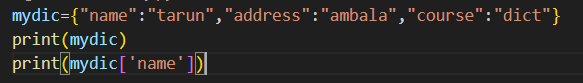 mydic={"name":"tarun","address":"ambala","course":"dict"}
print(mydic)
print(mydic['name'])